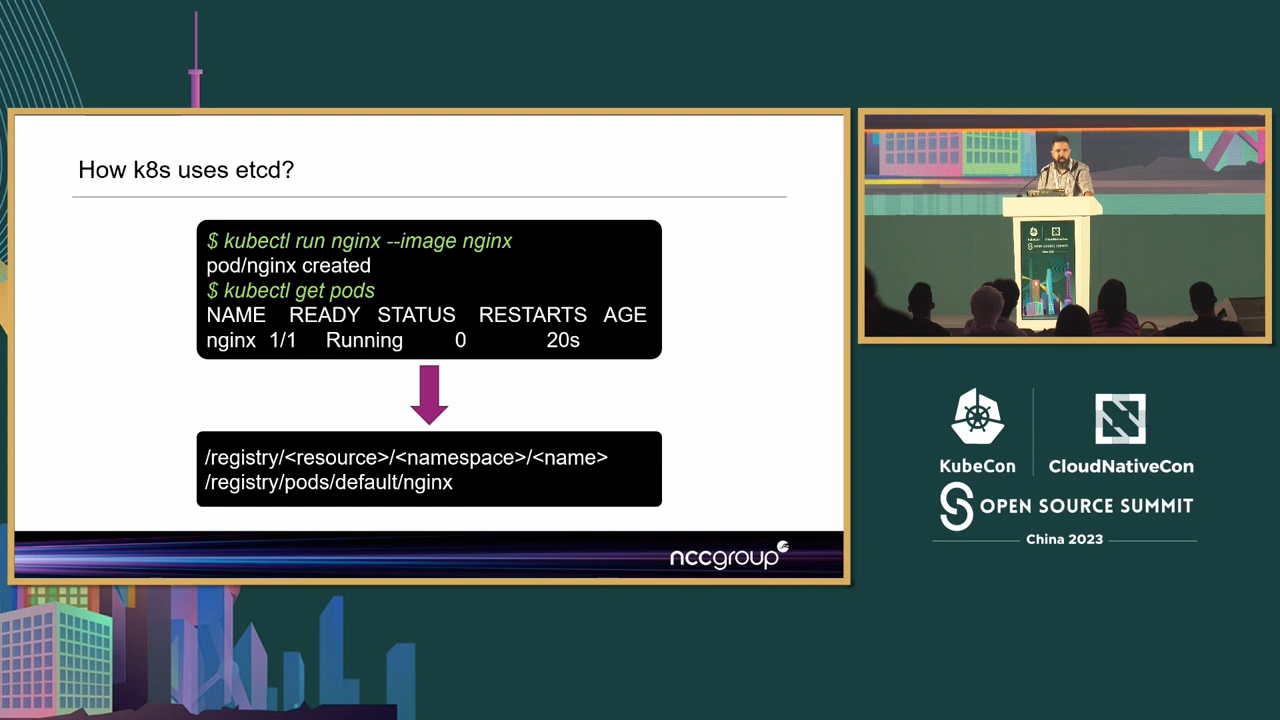 How k8s uses etcd?
$ kubectl run nginx --image nginx
pod/nginx created
$ kubectl get pods
NAME READY STATUS RESTARTS AGE
nginx 1/1 Running 0 20s
/registry/<resource>/<namespace>/<name>
/registry/pods/default/nginx
nccgroup
KubeCon
CloudNativeCon
OPEN SOURCE SUMMIT
China 2023